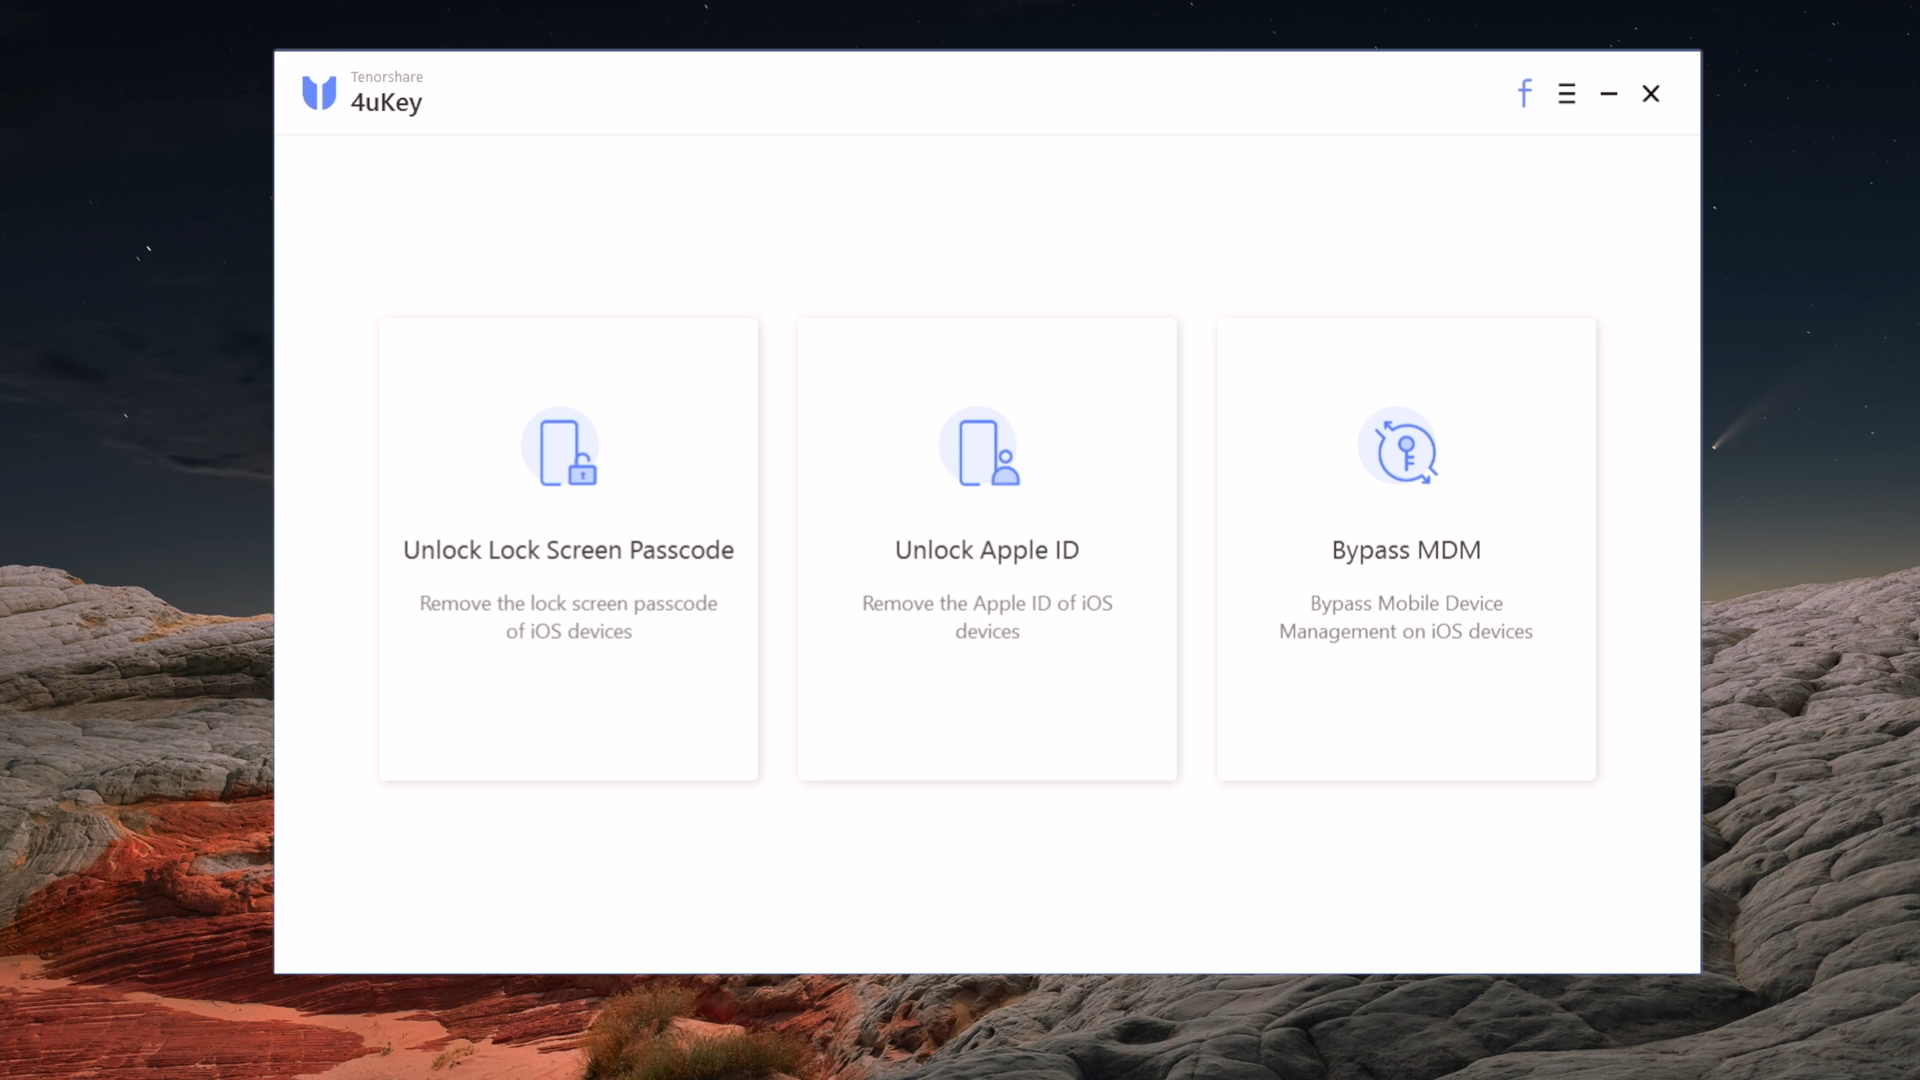 Tenorshare
4uKey
Unlock Lock Screen Passcode
Remove the lock screen passcode
of iOS devices
Unlock Apple ID
Remove the Apple ID of iOS
devices
Bypass MDM
Bypass Mobile Device
Management on iOS devices